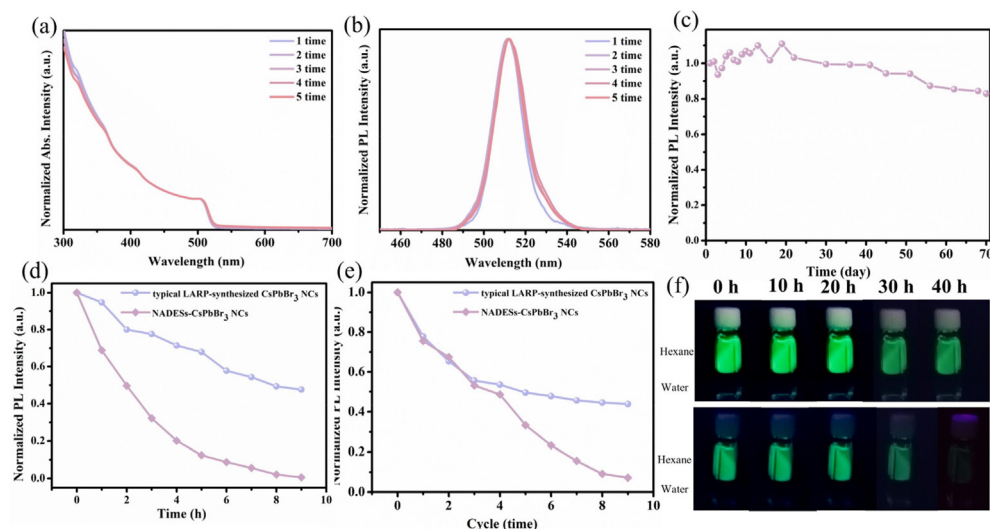 (a)
1 time
2 time
3 time
4 time
5 time
Normalized Abs. Intensity (a.u.)
300 400 500 600 700
Wavelength (nm)
(b)
1 time
2 time
3 time
4 time
5 time
Normalized PL Intensity (a.u.)
460 480 500 520 540 560 580
Wavelength (nm)
(c)
Normalized PL Intensity (a.u.)
1.2
1.0
0.8
0.6
0.4
0.2
0.0
0 10 20 30 40 50 60 70
Time (day)
(d)
typical LARP-synthesized CsPbBr3 NCs
NADESs-CsPbBr3 NCs
Normalized PL Intensity (a.u.)
1.0
0.8
0.6
0.4
0.2
0.0
0 2 4 6 8 10
Time (h)
(e)
typical LARP-synthesized CsPbBr3 NCs
NADESs-CsPbBr3 NCs
Normalized PL Intensity (a.u.)
1.0
0.8
0.6
0.4
0.2
0.0
0 2 4 6 8 10
Cycle (time)
(f)
0 h 10 h 20 h 30 h 40 h
Hexane
Water
Hexane
Water